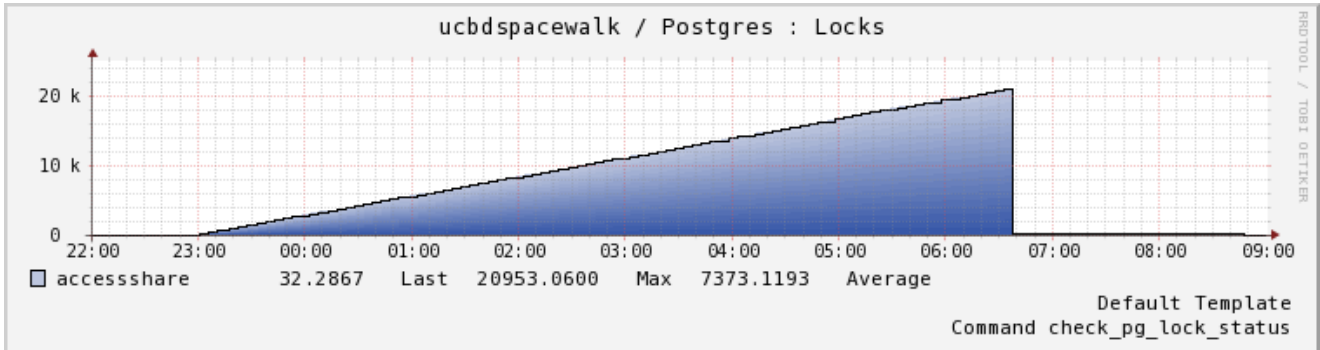 ucbdspacewalk / Postgres : Locks
RRDTOOL / TOBI OETIKER
20 k
10 k
0
22:00 23:00 00:00 01:00 02:00 03:00 04:00 05:00 06:00 07:00 08:00 09:00
accessshare 32.2867 Last 20953.0600 Max 7373.1193 Average
Default Template
Command check_pg_lock_status